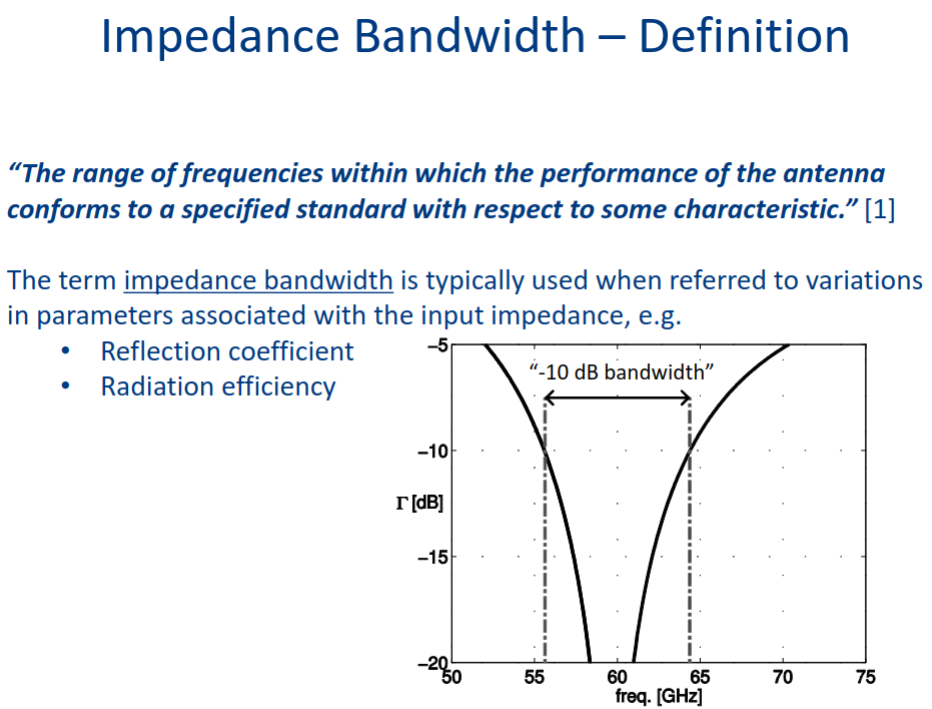 Impedance Bandwidth – Definition
“The range of frequencies within which the performance of the antenna
conforms to a specified standard with respect to some characteristic.” [1]
The term impedance bandwidth is typically used when referred to variations
in parameters associated with the input impedance, e.g.
• Reflection coefficient
• Radiation efficiency
“-10 dB bandwidth”
−5
−10
Γ [dB]
−15
−20
50 55 60 65 70 75
freq. [GHz]